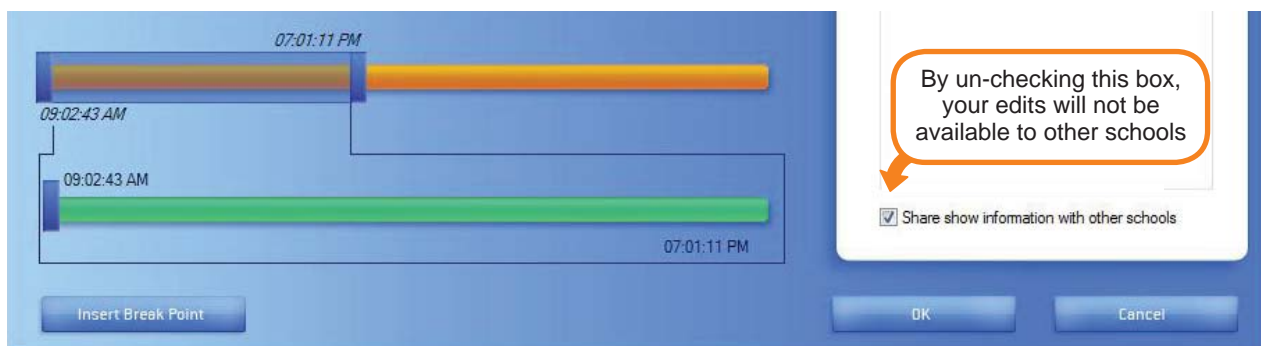 07:01:11 PM
09:02:43 AM
09:02:43 AM
07:01:11 PM
Insert Break Point
By un-checking this box,
your edits will not be
available to other schools
Share show information with other schools
OK
Cancel